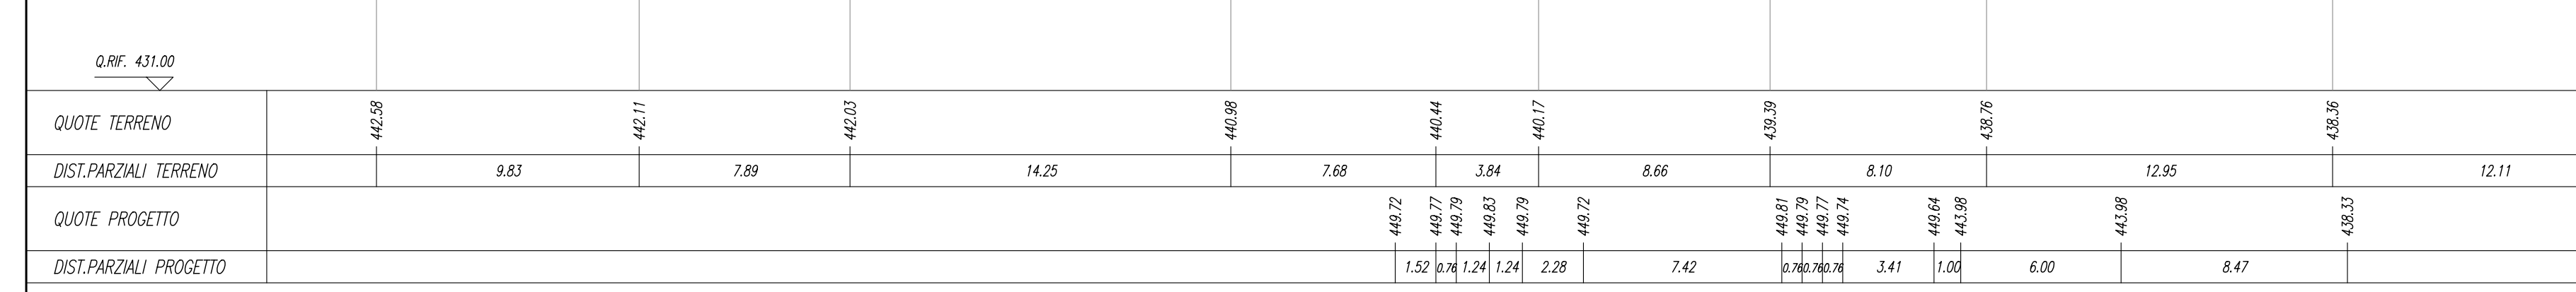 Q.RIF. 431.00
QUOTE TERRENO 442.58 442.11 442.03 440.98 440.44 440.17 439.39 438.76 438.36
DIST.PARZIALI TERRENO 9.83 7.89 14.25 7.68 3.84 8.66 8.10 12.95 12.11
QUOTE PROGETTO 449.72 449.77 449.79 449.83 449.79 449.72 449.81 449.79 449.77 449.74 449.64 443.98 443.98 438.33
DIST.PARZIALI PROGETTO 1.52 0.76 1.24 1.24 2.28 7.42 0.76 0.76 0.76 3.41 1.00 6.00 8.47